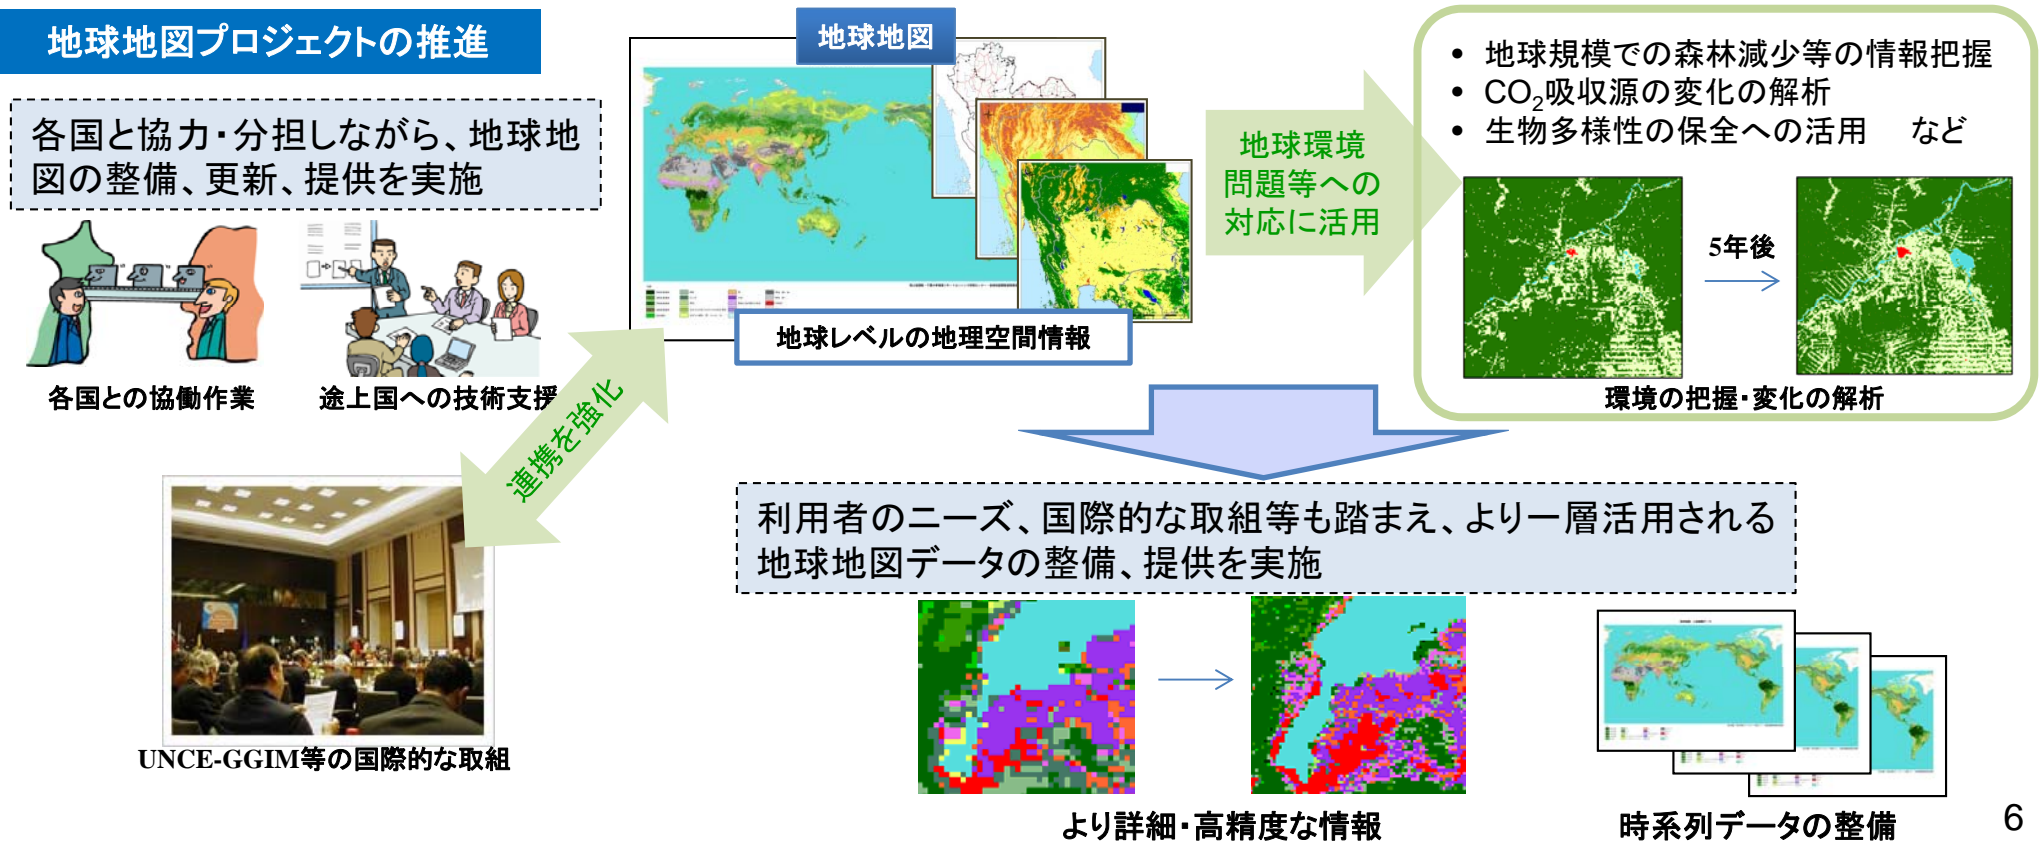 地球地図プロジェクトの推進
各国と協力・分担しながら、地球地
図の整備、更新、提供を実施
各国との協働作業
途上国への技術支援
地球地図
地球レベルの地理空間情報
地球環境
問題等への
対応に活用
• 地球規模での森林減少等の情報把握
• CO₂吸収源の変化の解析
• 生物多様性の保全への活用　など
5年後
環境の把握・変化の解析
連携を強化
UNCE-GGIM等の国際的な取組
利用者のニーズ、国際的な取組等も踏まえ、より一層活用される
地球地図データの整備、提供を実施
より詳細・高精度な情報
時系列データの整備
6